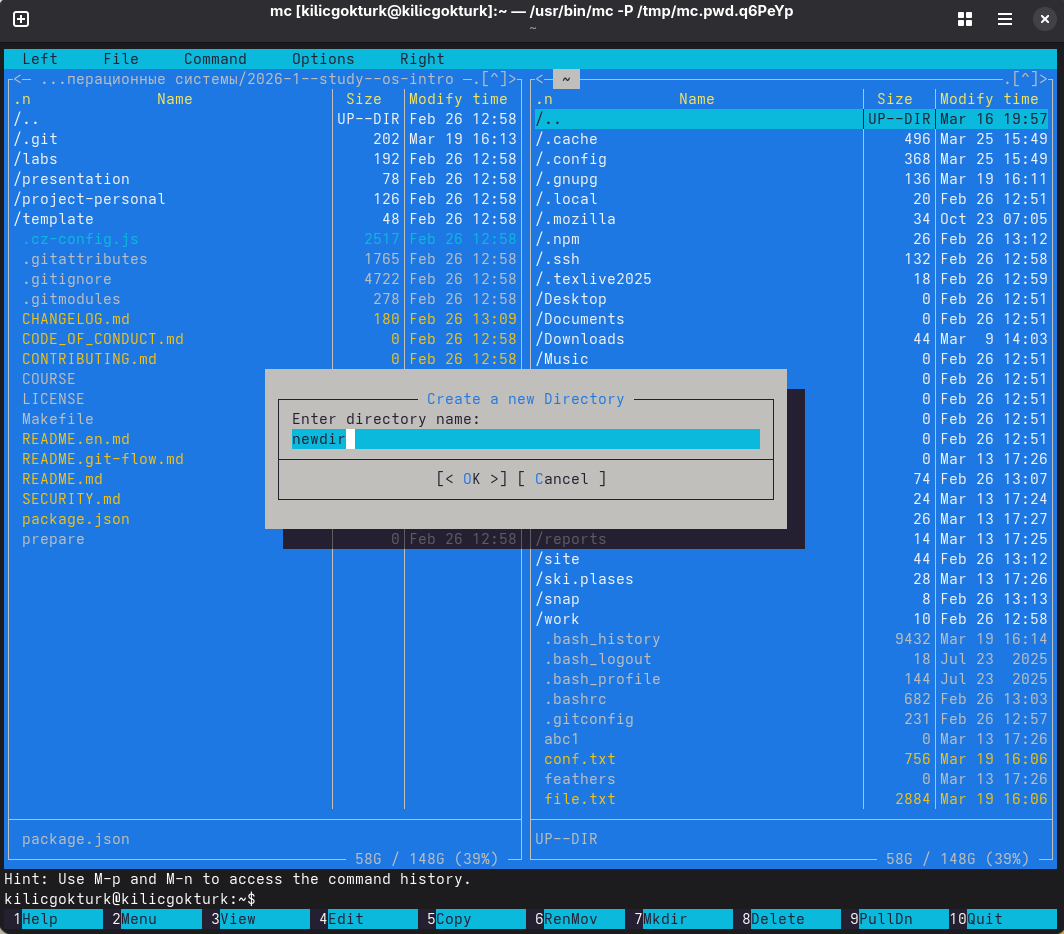 mc [kilicgokturk@kilicgokturk]:~ — /usr/bin/mc -P /tmp/mc.pwd.q6PeYp
~
Left File Command Options Right
<— ...перационные системы/2026-1--study--os-intro —.[^]>
.n Name Size Modify time
/.. UP--DIR Feb 26 12:58
/.git 202 Mar 19 16:13
/labs 192 Feb 26 12:58
/presentation 78 Feb 26 12:58
/project-personal 126 Feb 26 12:58
/template 48 Feb 26 12:58
.cz-config.js 2517 Feb 26 12:58
.gitattributes 1765 Feb 26 12:58
.gitignore 4722 Feb 26 12:58
.gitmodules 278 Feb 26 12:58
CHANGELOG.md 180 Feb 26 13:09
CODE_OF_CONDUCT.md 0 Feb 26 12:58
CONTRIBUTING.md 0 Feb 26 12:58
COURSE
LICENSE
Makefile
README.en.md
README.git-flow.md
README.md
SECURITY.md
package.json
prepare 0 Feb 26 12:58
package.json
58G / 148G (39%)
<— ~ .[^]>
.n Name Size Modify time
/.. UP--DIR Mar 16 19:57
/.cache 496 Mar 25 15:49
/.config 368 Mar 25 15:49
/.gnupg 136 Mar 19 16:11
/.local 20 Feb 26 12:51
/.mozilla 34 Oct 23 07:05
/.npm 26 Feb 26 13:12
/.ssh 132 Feb 26 12:58
/.texlive2025 18 Feb 26 12:59
/Desktop 0 Feb 26 12:51
/Documents 0 Feb 26 12:51
/Downloads 44 Mar 9 14:03
/Music 0 Feb 26 12:51
0 Feb 26 12:51
0 Feb 26 12:51
0 Feb 26 12:51
0 Feb 26 12:51
0 Mar 13 17:26
74 Feb 26 13:07
24 Mar 13 17:24
26 Mar 13 17:27
/reports 14 Mar 13 17:25
/site 44 Feb 26 13:12
/ski.plases 28 Mar 13 17:26
/snap 8 Feb 26 13:13
/work 10 Feb 26 12:58
.bash_history 9432 Mar 19 16:14
.bash_logout 18 Jul 23 2025
.bash_profile 144 Jul 23 2025
.bashrc 682 Feb 26 13:03
.gitconfig 231 Feb 26 12:57
abc1 0 Mar 13 17:26
conf.txt 756 Mar 19 16:06
feathers 0 Mar 13 17:26
file.txt 2884 Mar 19 16:06
UP--DIR
58G / 148G (39%)
Create a new Directory
Enter directory name:
newdir
[< OK >] [ Cancel ]
Hint: Use M-p and M-n to access the command history.
kilicgokturk@kilicgokturk:~$
1Help 2Menu 3View 4Edit 5Copy 6RenMov 7Mkdir 8Delete 9PullDn 10Quit